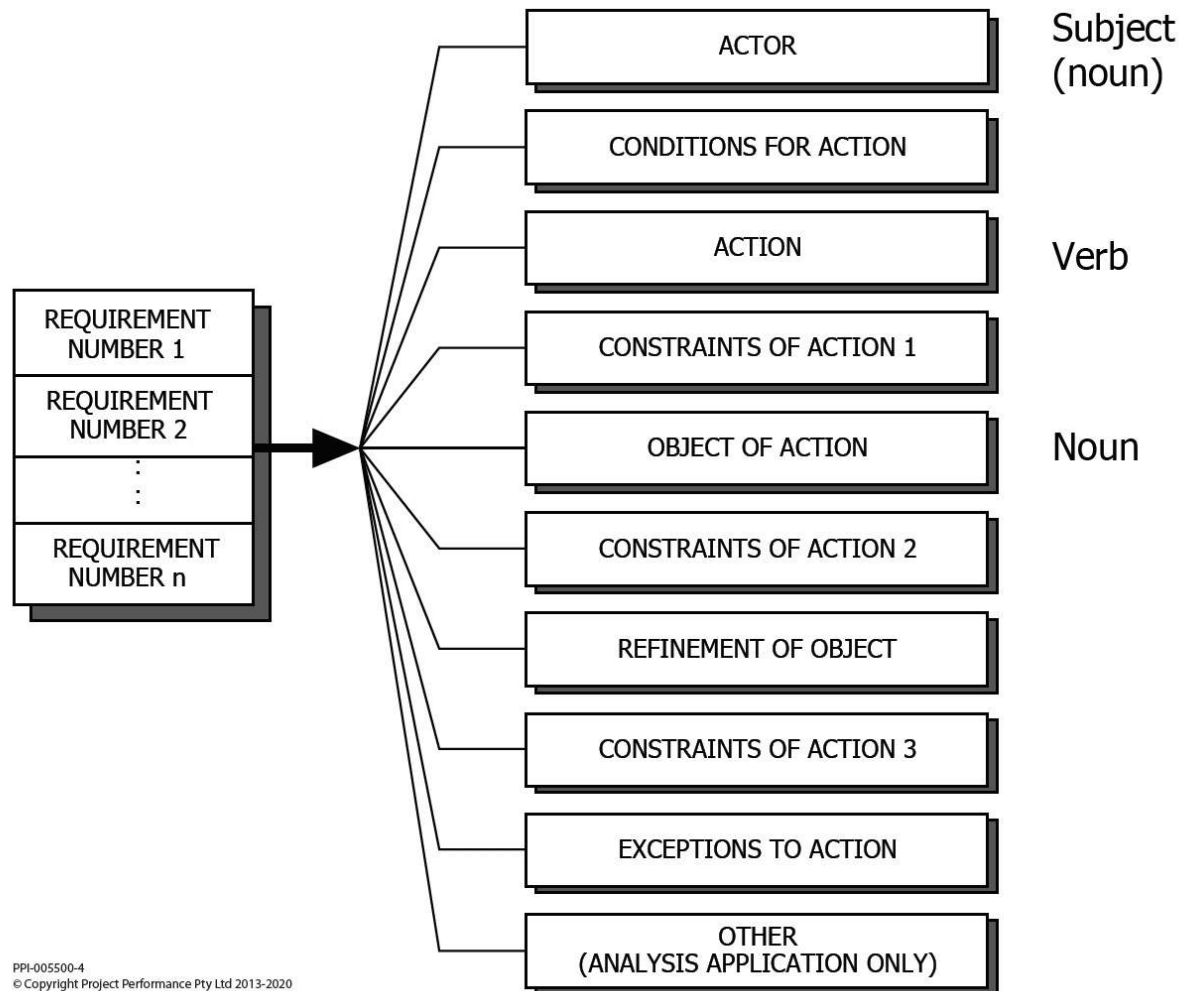 REQUIREMENT
NUMBER 1
REQUIREMENT
NUMBER 2
:
:
REQUIREMENT
NUMBER n
ACTOR
CONDITIONS FOR ACTION
ACTION
CONSTRAINTS OF ACTION 1
OBJECT OF ACTION
CONSTRAINTS OF ACTION 2
REFINEMENT OF OBJECT
CONSTRAINTS OF ACTION 3
EXCEPTIONS TO ACTION
OTHER
(ANALYSIS APPLICATION ONLY)
Subject
(noun)
Verb
Noun
PPI-005500-4
© Copyright Project Performance Pty Ltd 2013-2020